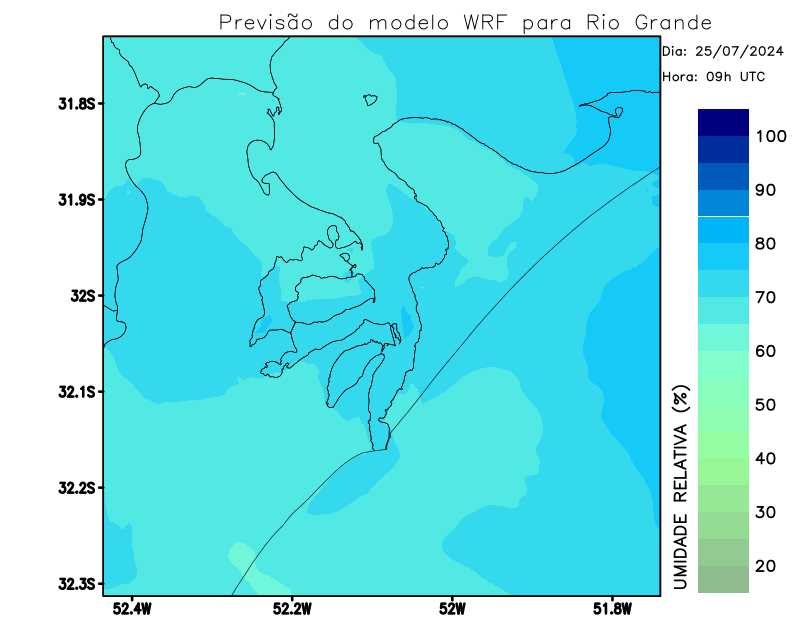 Previsão do modelo WRF para Rio Grande
Dia: 25/07/2024
Hora: 09h UTC
31.8S
31.9S
32S
32.1S
32.2S
32.3S
52.4W
52.2W
52W
51.8W
100
90
80
70
60
50
40
30
20
UMIDADE RELATIVA (%)